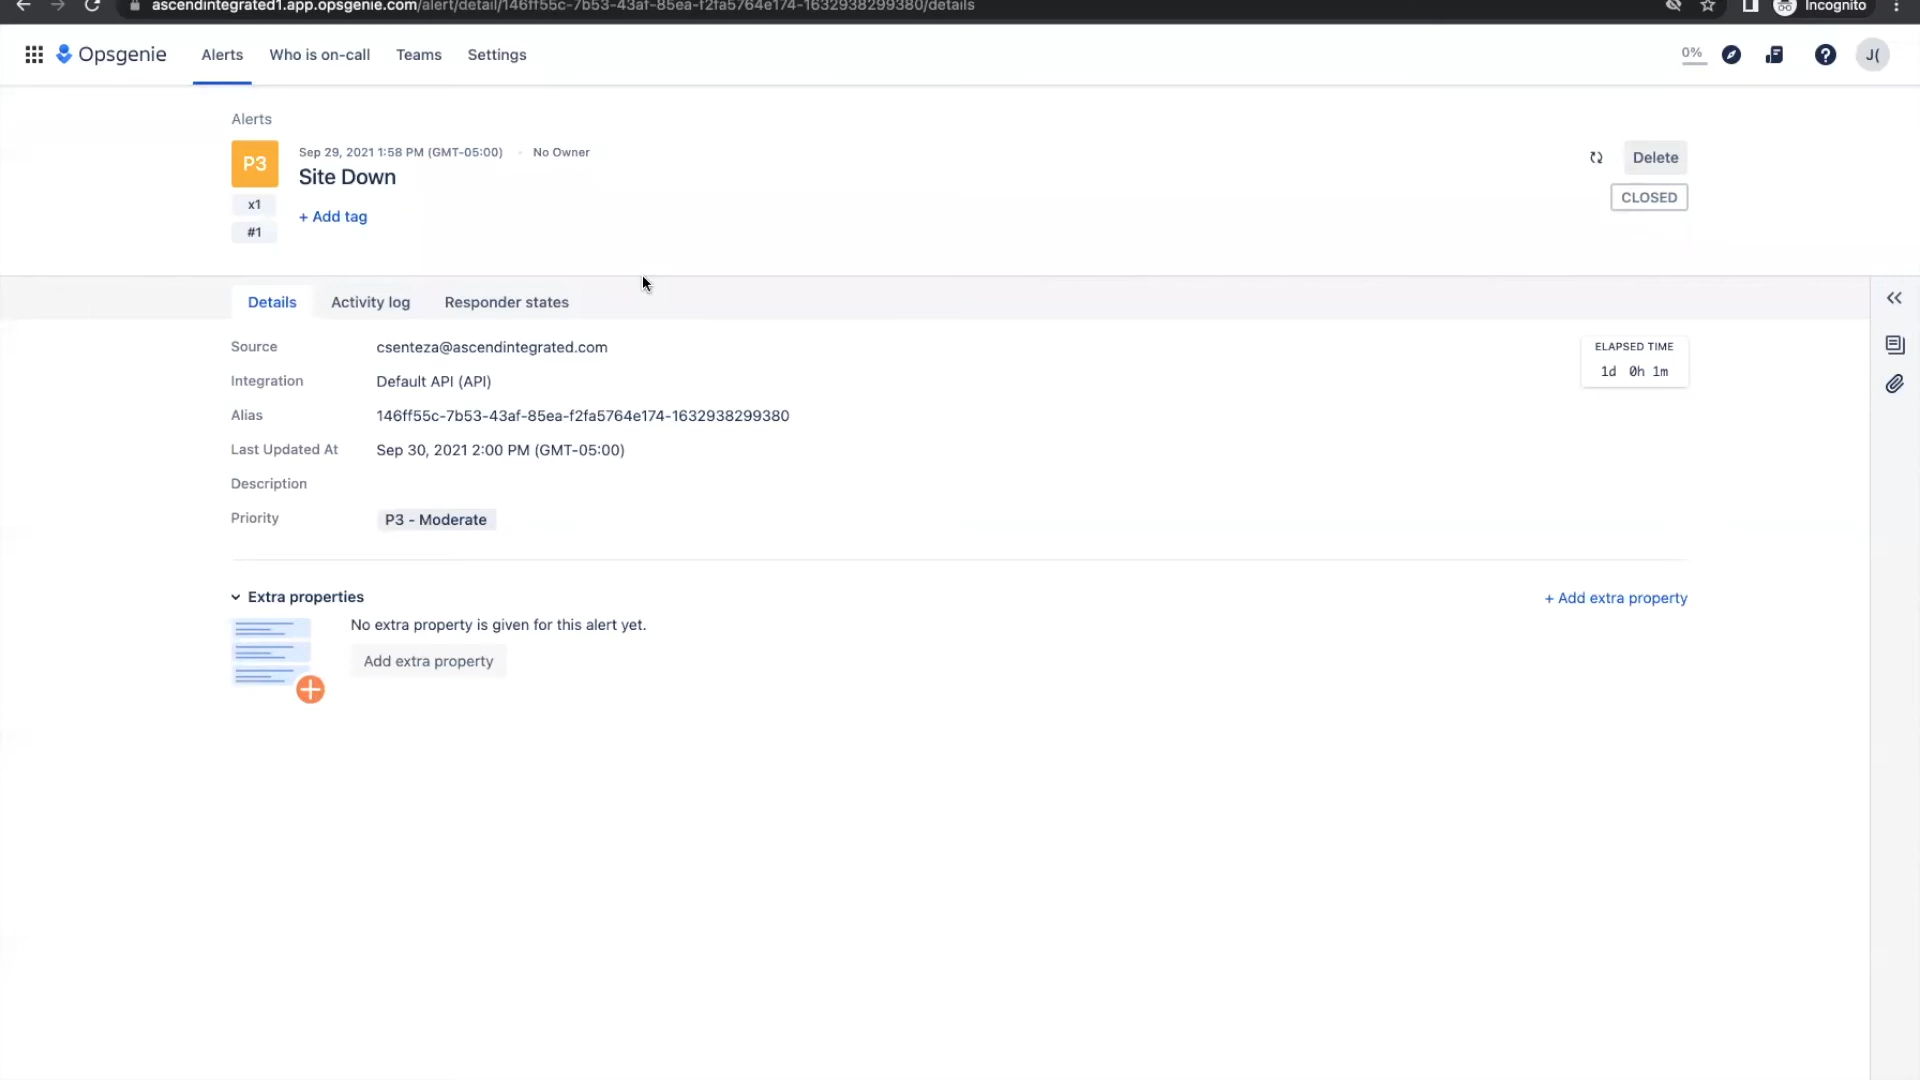 ascendintegrated1.app.opsgenie.com/alert/detail/146ff55c-7b53-43af-85ea-f2fa5764e174-1632938299380/details
Incognito
Opsgenie
Alerts
Who is on-call
Teams
Settings
0%
J(
Alerts
P3
Sep 29, 2021 1:58 PM (GMT-05:00) · No Owner
Delete
Site Down
CLOSED
x1
+ Add tag
#1
Details
Activity log
Responder states
Source
csenteza@ascendintegrated.com
ELAPSED TIME
1d 0h 1m
Integration
Default API (API)
Alias
146ff55c-7b53-43af-85ea-f2fa5764e174-1632938299380
Last Updated At
Sep 30, 2021 2:00 PM (GMT-05:00)
Description
Priority
P3 - Moderate
Extra properties
+ Add extra property
No extra property is given for this alert yet.
Add extra property